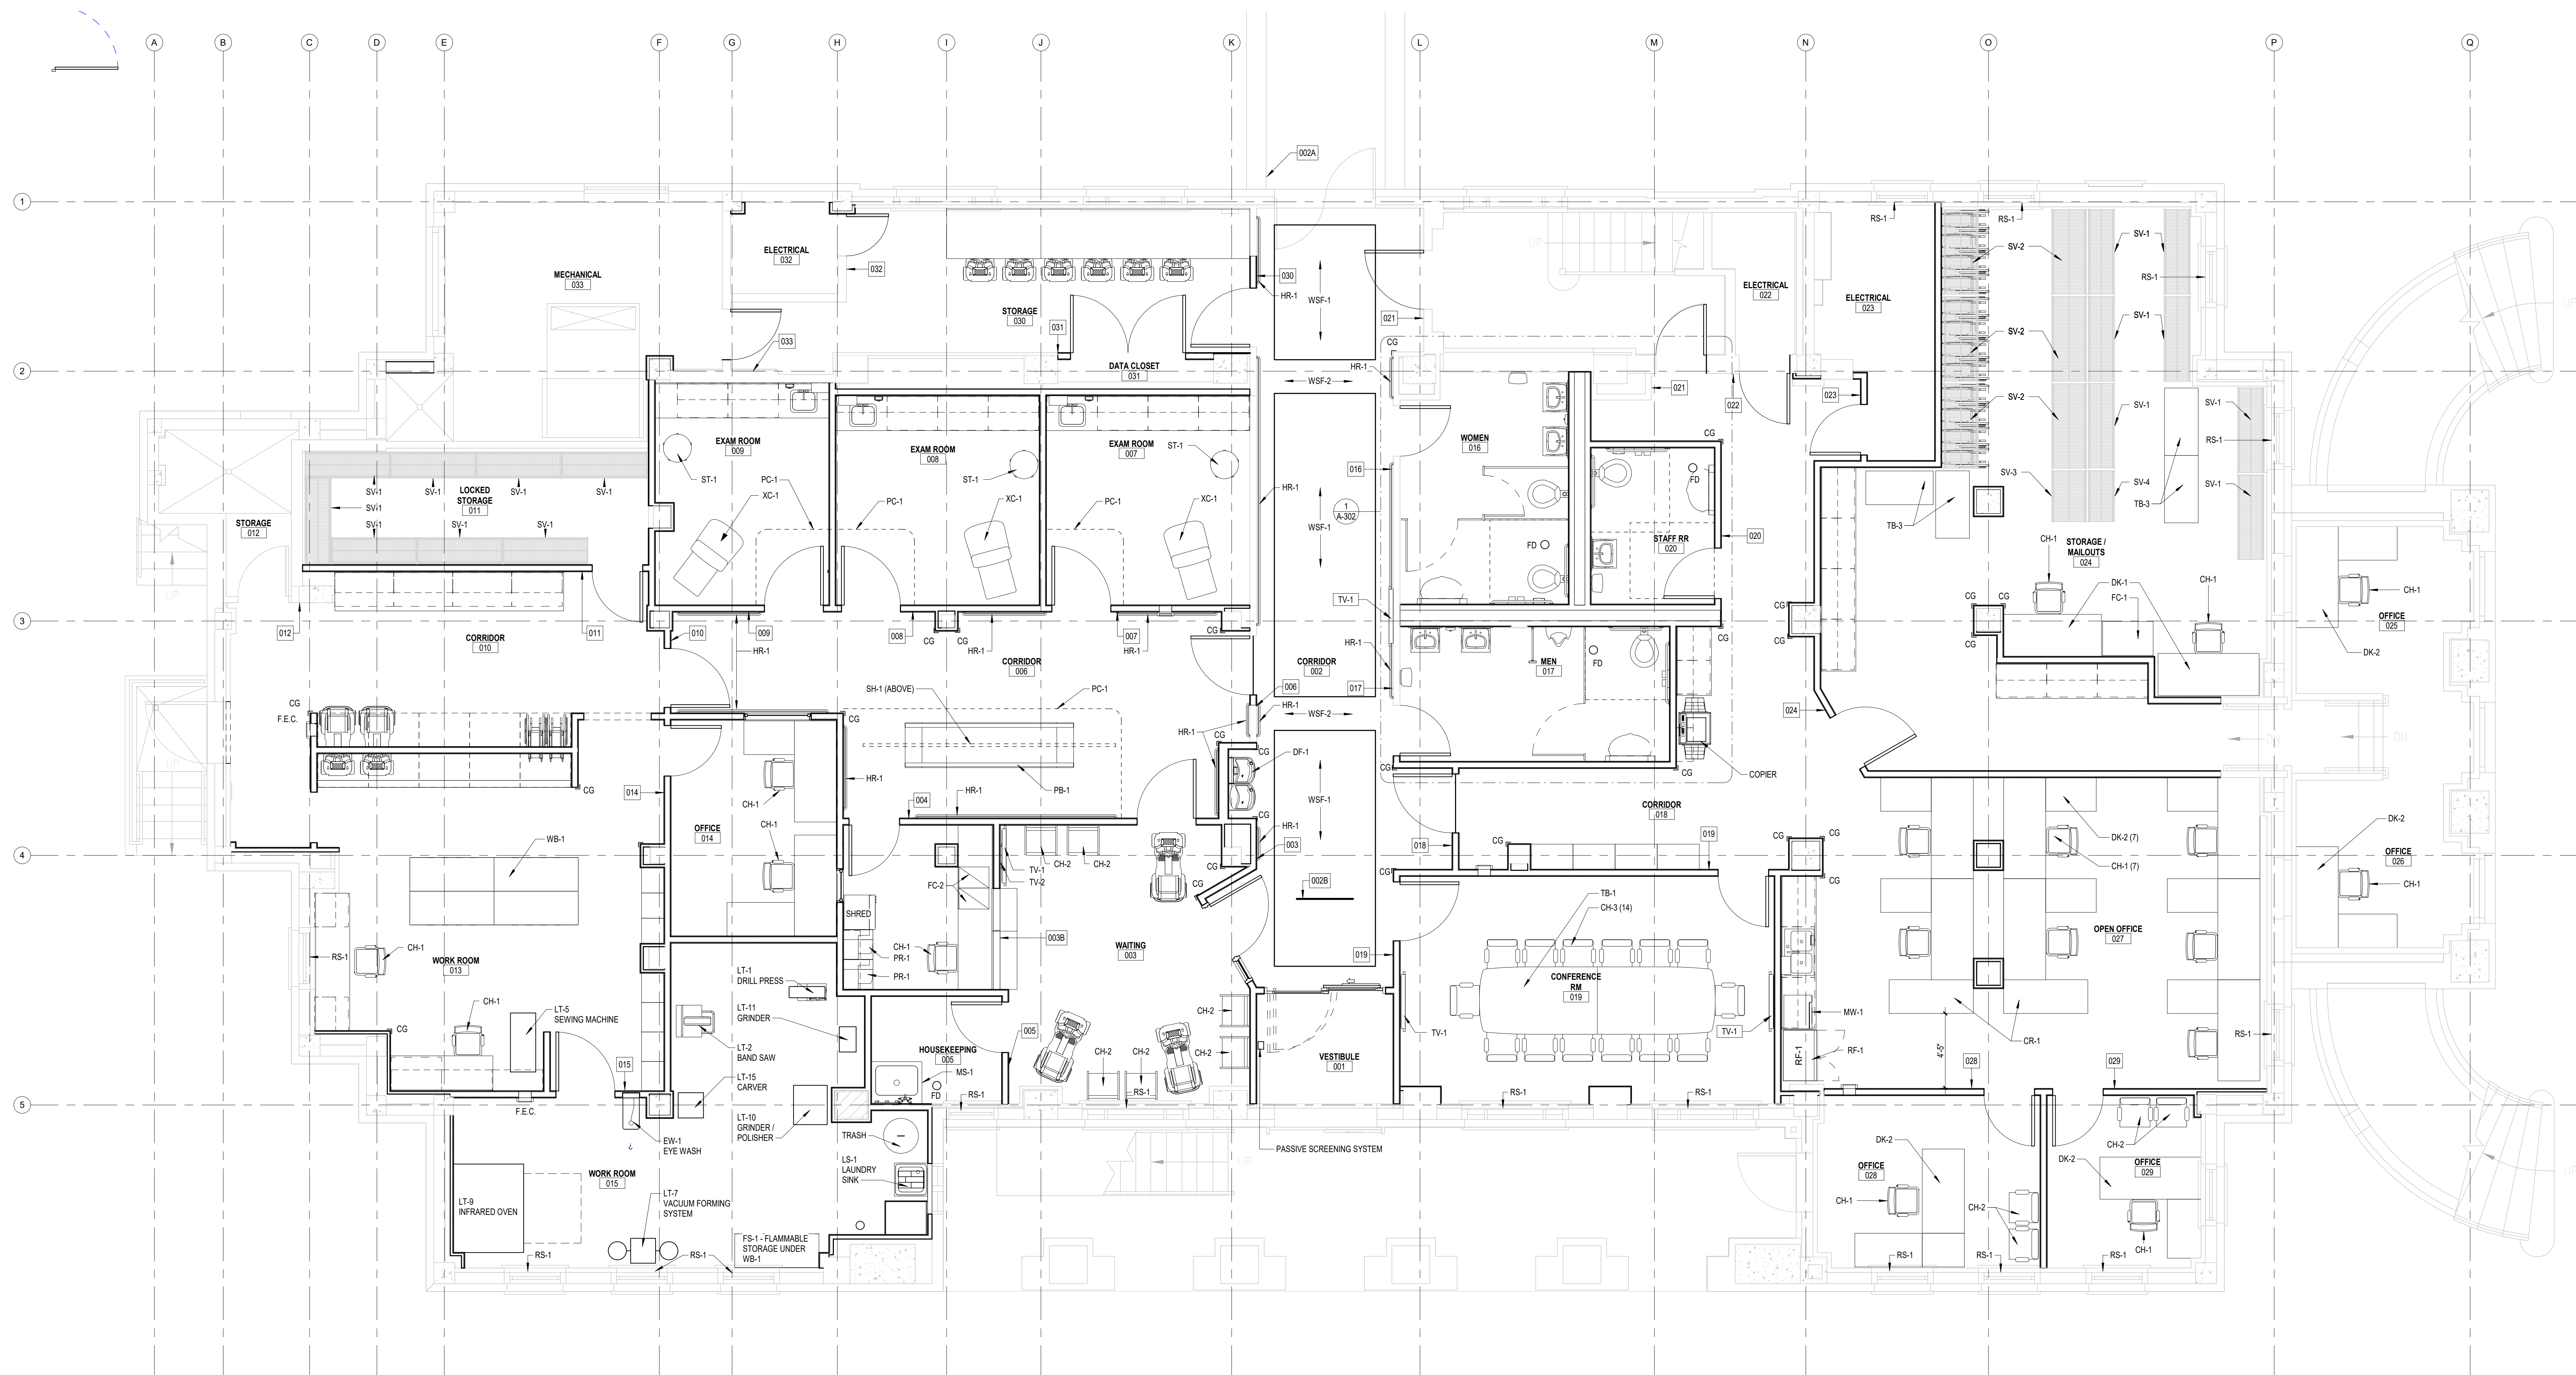 A B C D E F G H I J K L M N O P Q
002A
1
RS-1 RS-1
SV-2 SV-1
ELECTRICAL
032
032
MECHANICAL
033
030
HR-1
WSF-1
ELECTRICAL
022
ELECTRICAL
023
RS-1
UP
STORAGE
030
031
021
SV-2 SV-1
033
CG
2
DATA CLOSET
031
HR-1
WSF-2
021
022
023
SV-2 SV-1 SV-1
EXAM ROOM
009
EXAM ROOM
008
EXAM ROOM
007
ST-1
ST-1
ST-1
WOMEN
016
CG
RS-1
016
HR-1
FD
SV-3 SV-4 SV-1
TB-3
SV-1 SV-1 SV-1 SV-1
LOCKED
STORAGE
011
SV-1
SV-1 SV-1 SV-1
PC-1
XC-1
PC-1
XC-1
PC-1
XC-1
WSF-1
1
A-302
STORAGE
012
TB-3
FD
STAFF RR
020
020
STORAGE /
MAILOUTS
024
CH-1
DK-1
FC-1
CH-1
CH-1
UP
TV-1
CG CG CG
3
012
011
010
009
008
007
CG CG CG
CG
CG
OFFICE
025
CORRIDOR
010
HR-1
HR-1
HR-1
HR-1
CORRIDOR
006
CORRIDOR
002
MEN
017
FD
DK-2
SH-1 (ABOVE)
PC-1
006
017
CG
F.E.C.
CG
HR-1
HR-1
WSF-2
024
CG
DF-1
CG
DN DN
UP
HR-1
PB-1
COPIER
014
CG
CH-1
004
HR-1
WSF-1
CORRIDOR
018
DK-2 (7)
DK-2
OFFICE
014
CH-1
CG
HR-1
003
018
CG
019
CG CG
WB-1
4
CH-2 CH-2
TV-1
TV-2
CG
CG
CG
CG
CH-1 (7)
OFFICE
026
FC-2
002B
TB-1
CH-3 (14)
CH-1
SHRED
CH-1
PR-1
PR-1
003B
WAITING
003
019
OPEN OFFICE
027
CH-1
RS-1
WORK ROOM
013
LT-1
DRILL PRESS
CONFERENCE
RM
019
CH-1
LT-5
SEWING MACHINE
LT-11
GRINDER
CH-2
MW-1
CG
LT-2
BAND SAW
HOUSEKEEPING
005
005
TV-1
TV-1
RS-1
CR-1
4'-5"
CH-2
CH-2
CH-2
VESTIBULE
001
RF-1
RF-1
015
LT-15
CARVER
MS-1
FD
028
029
5
F.E.C.
RS-1
RS-1
RS-1
RS-1
LT-10
GRINDER /
POLISHER
EW-1
EYE WASH
TRASH
UP
PASSIVE SCREENING SYSTEM
DK-2
CH-2
LS-1
LAUNDRY
SINK
OFFICE
028
DK-2
OFFICE
029
WORK ROOM
015
UP
LT-9
INFRARED OVEN
LT-7
VACUUM FORMING
SYSTEM
CH-1
CH-2
FS-1 - FLAMMABLE
STORAGE UNDER
WB-1
CH-1
RS-1 RS-1 RS-1 RS-1 RS-1